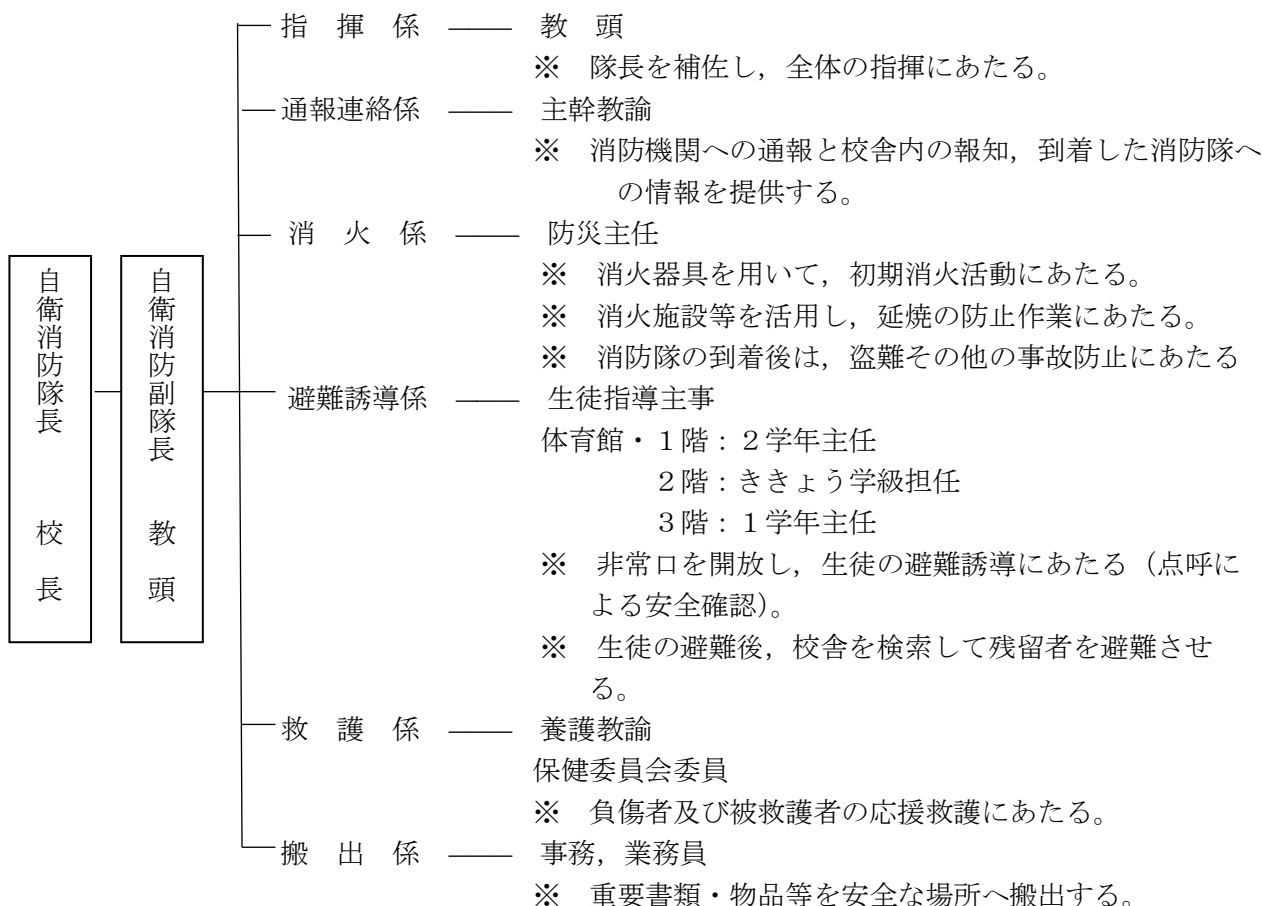 指　揮　係 ―― 教　頭
※　隊長を補佐し，全体の指揮にあたる。
通報連絡係 ―― 主幹教諭
※　消防機関への通報と校舎内の報知，到着した消防隊へ
の情報を提供する。
消　火　係 ―― 防災主任
※　消火器具を用いて，初期消火活動にあたる。
※　消火施設等を活用し，延焼の防止作業にあたる。
※　消防隊の到着後は，盗難その他の事故防止にあたる
自衛消防隊長　校　長
自衛消防副隊長　教　頭
避難誘導係 ―― 生徒指導主事
体育館・１階：２学年主任
２階：ききょう学級担任
３階：１学年主任
※　非常口を開放し，生徒の避難誘導にあたる（点呼に
よる安全確認）。
※　生徒の避難後，校舎を検索して残留者を避難させ
る。
救　護　係 ―― 養護教諭
保健委員会委員
※　負傷者及び被救護者の応援救護にあたる。
搬　出　係 ―― 事務，業務員
※　重要書類・物品等を安全な場所へ搬出する。